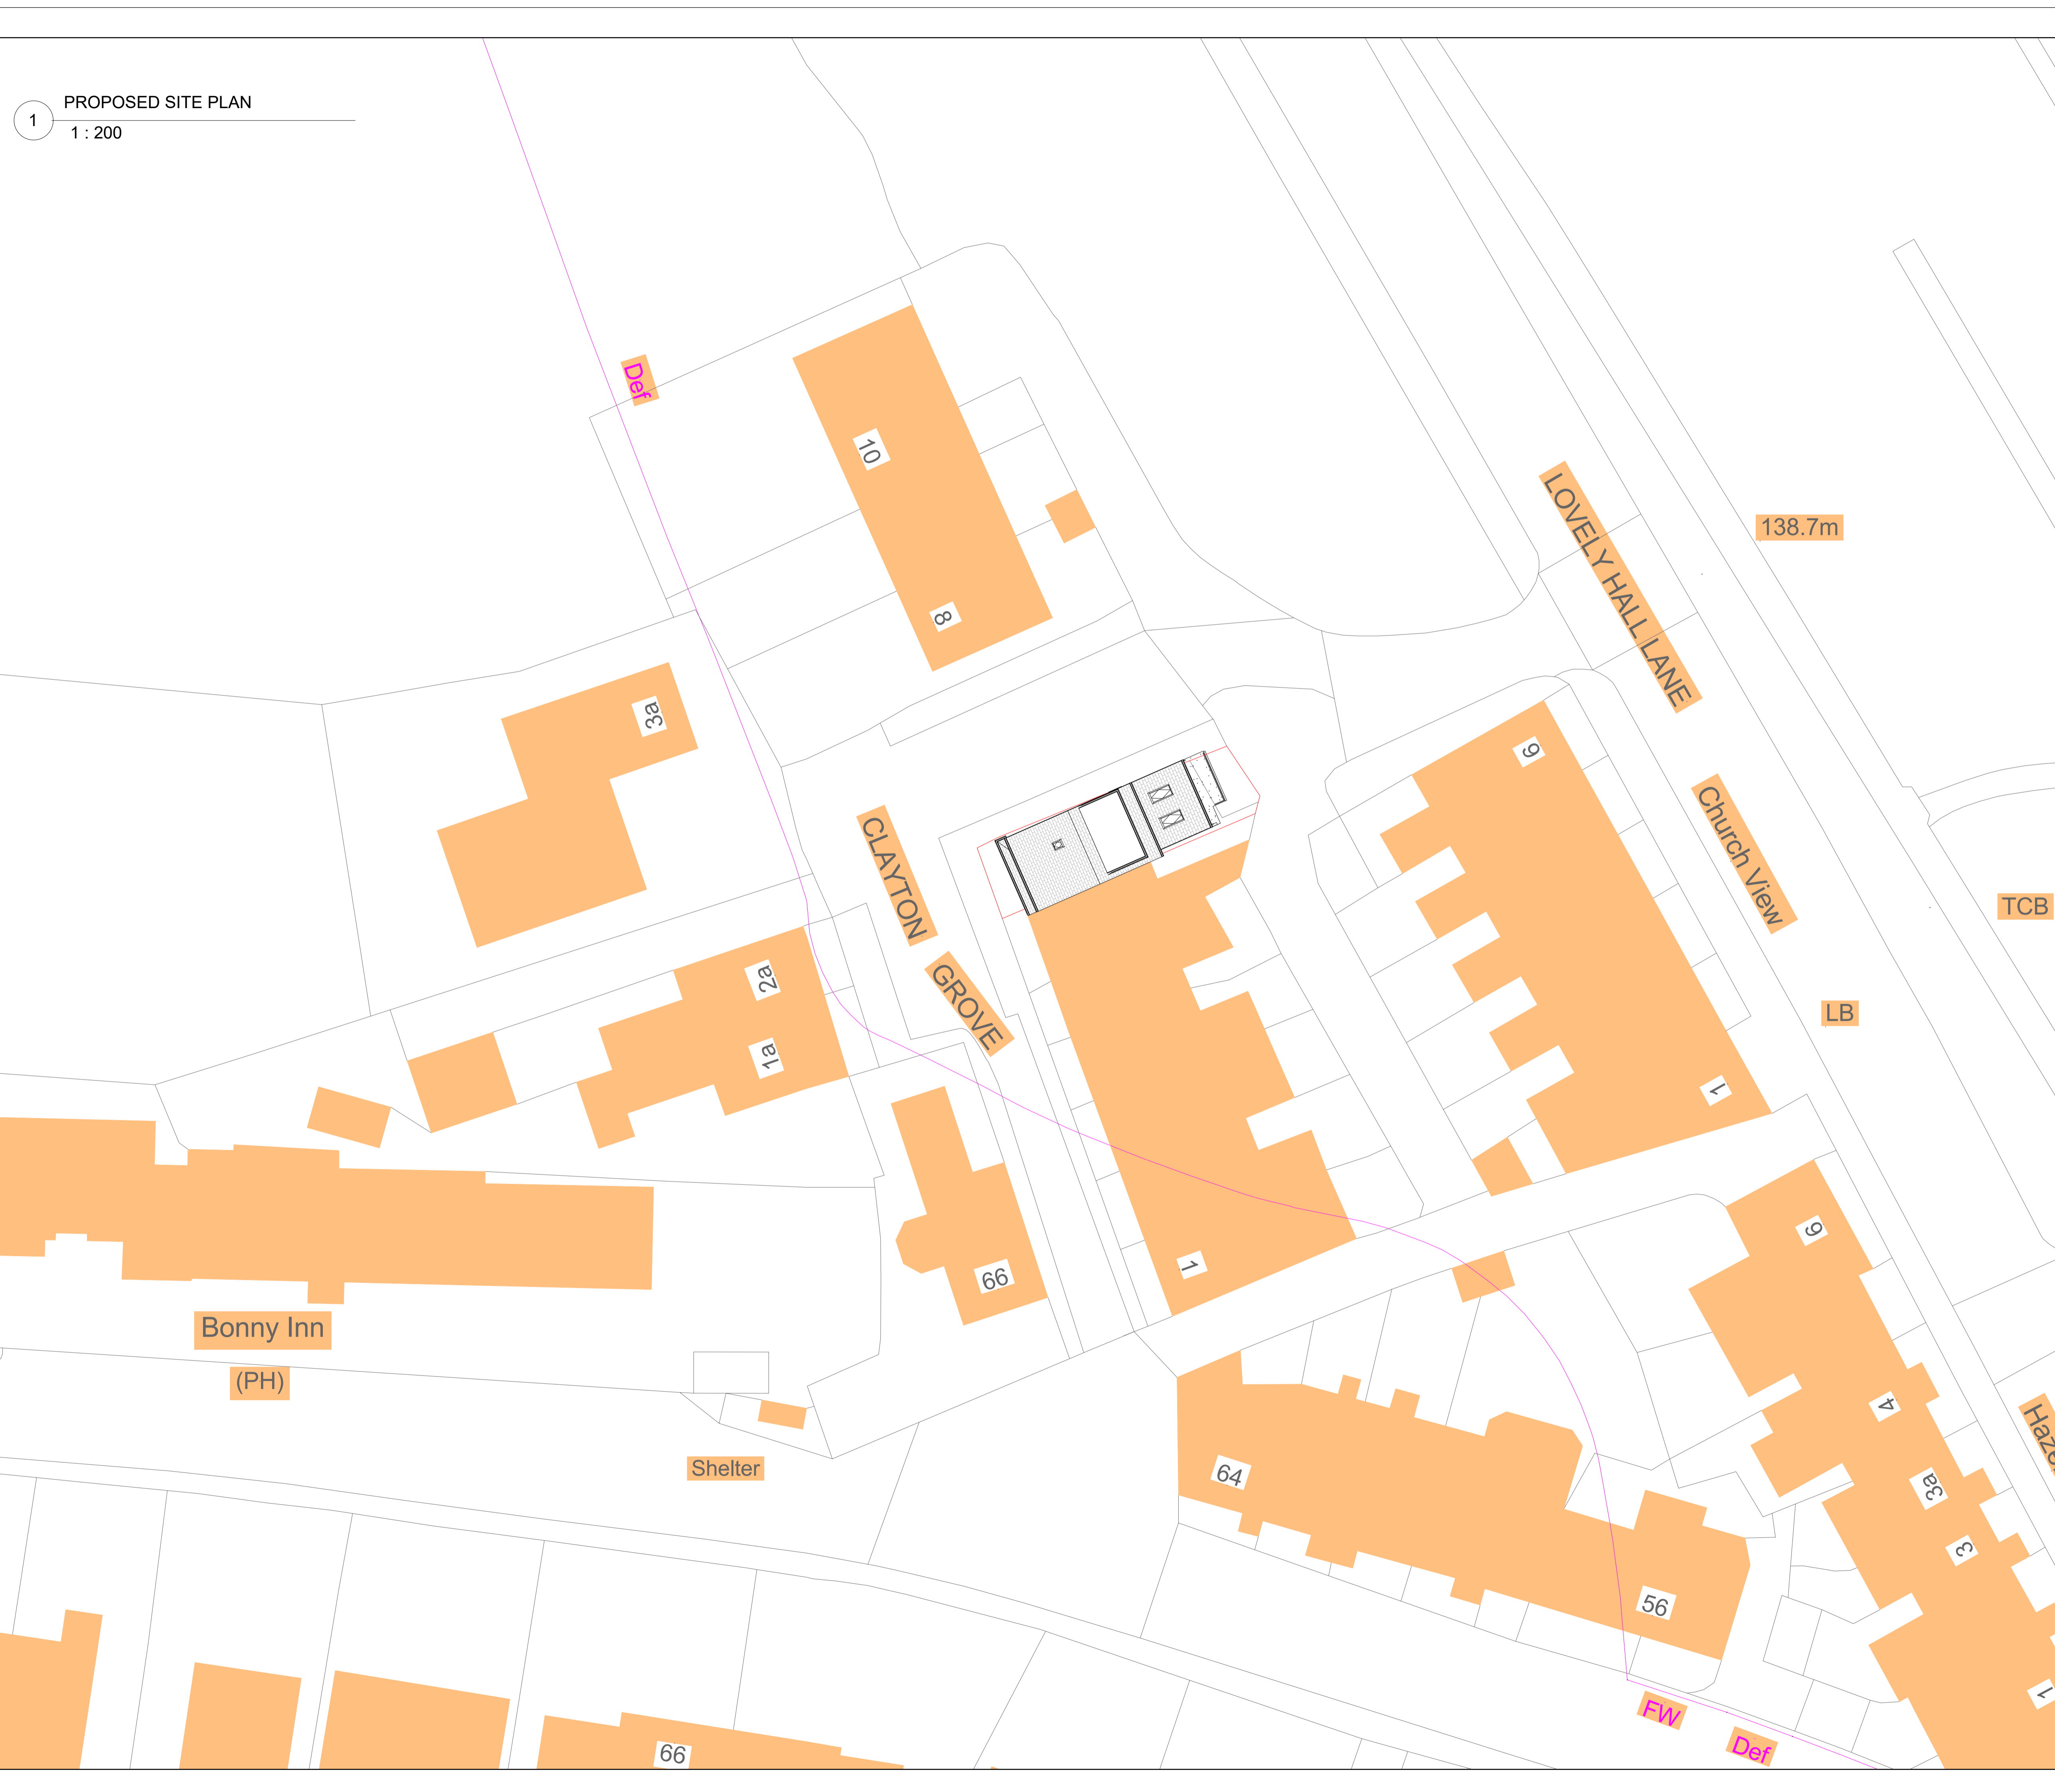 PROPOSED SITE PLAN
1
1 : 200
Def
10
8
LOVELY HALL LANE
138.7m
3a
9
CLAYTON
GROVE
Church View
TCB
2a
LB
1a
1
66
1
9
Bonny Inn
(PH)
4
Shelter
64
3a
3
56
FW
Def
1
66